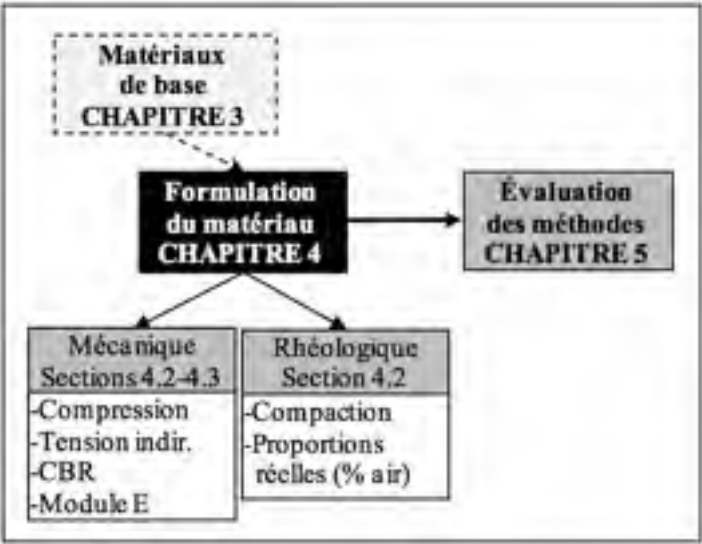 Matériaux
de base
CHAPITRE 3
Formulation
du matériau
CHAPITRE 4
Évaluation
des méthodes
CHAPITRE 5
Mécanique
Sections 4.2-4.3
-Compression
-Tension indir.
-CBR
-Module E
Rhéologique
Section 4.2
-Compaction
-Proportions
réelles (% air)